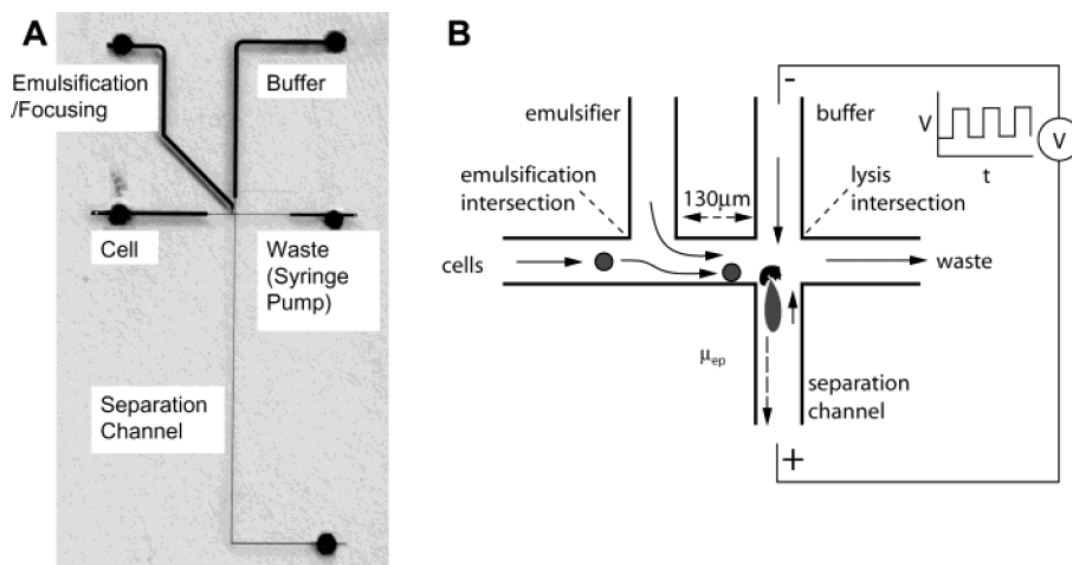 A
Emulsification
/Focusing
Buffer
Cell
Waste
(Syringe
Pump)
Separation
Channel
B
emulsifier
buffer
-
V
t
V
emulsification
intersection
130μm
lysis
intersection
cells
waste
μep
separation
channel
+